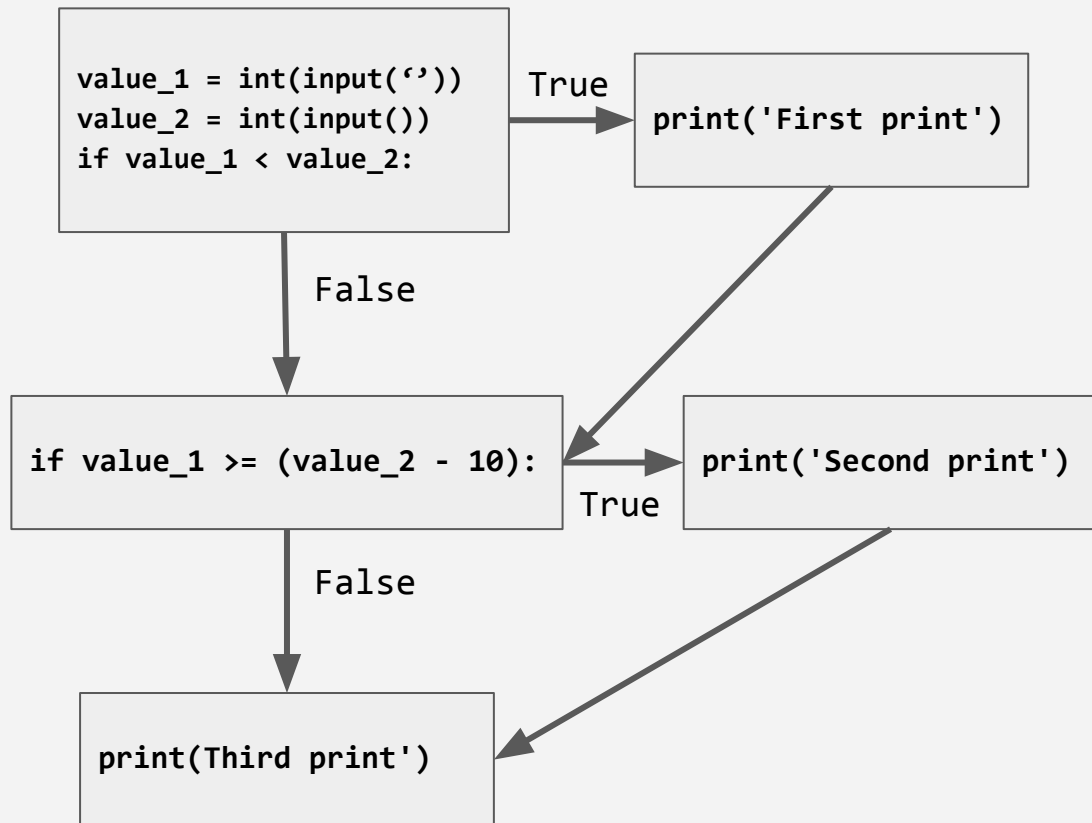 value_1 = int(input(‘’))
value_2 = int(input())
if value_1 < value_2:
True
print('First print')
False
if value_1 >= (value_2 - 10):
True
print('Second print')
False
print(Third print')